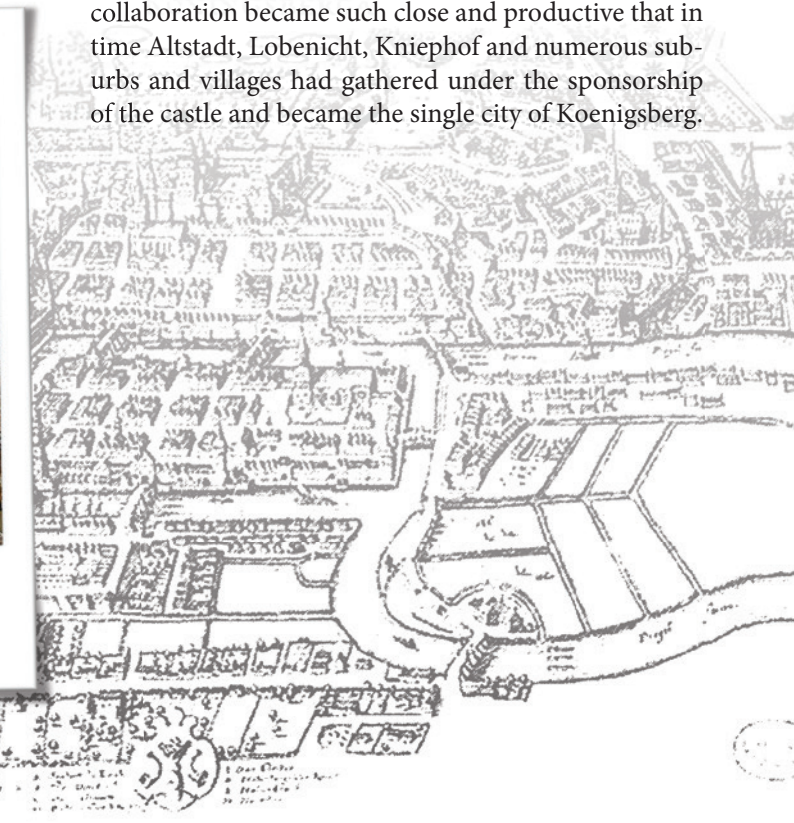 collaboration became such close and productive that in
time Altstadt, Lobenicht, Kniephof and numerous sub-
urbs and villages had gathered under the sponsorship
of the castle and became the single city of Koenigsberg.